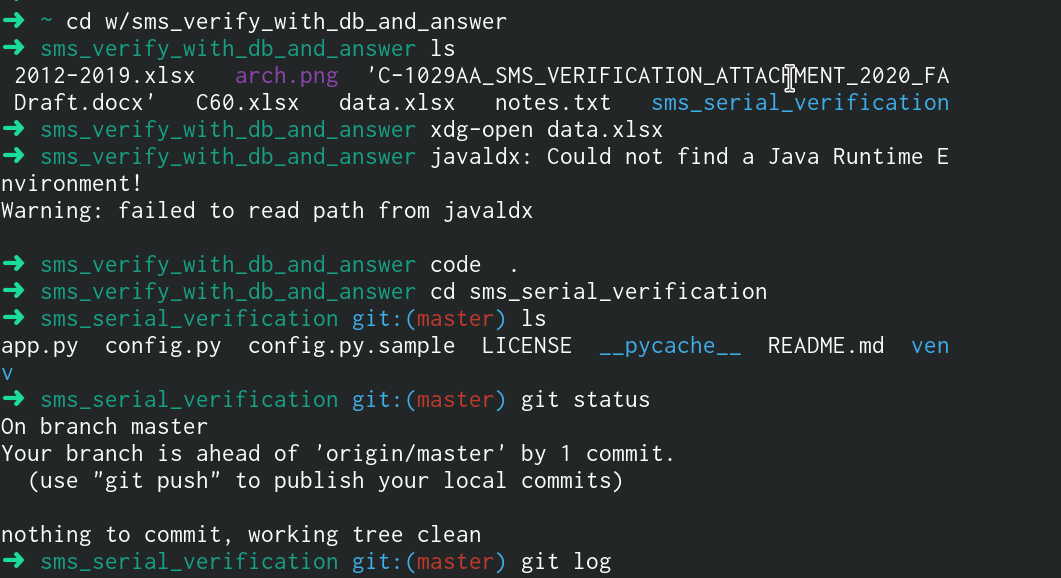 ➜ ~ cd w/sms_verify_with_db_and_answer
➜ sms_verify_with_db_and_answer ls
2012-2019.xlsx arch.png 'C-1029AA_SMS_VERIFICATION_ATTACHMENT_2020_FA
Draft.docx' C60.xlsx data.xlsx notes.txt sms_serial_verification
➜ sms_verify_with_db_and_answer xdg-open data.xlsx
➜ sms_verify_with_db_and_answer javaldx: Could not find a Java Runtime E
nvironment!
Warning: failed to read path from javaldx
➜ sms_verify_with_db_and_answer code .
➜ sms_verify_with_db_and_answer cd sms_serial_verification
➜ sms_serial_verification git:(master) ls
app.py config.py config.py.sample LICENSE __pycache__ README.md ven
v
➜ sms_serial_verification git:(master) git status
On branch master
Your branch is ahead of 'origin/master' by 1 commit.
(use "git push" to publish your local commits)
nothing to commit, working tree clean
➜ sms_serial_verification git:(master) git log